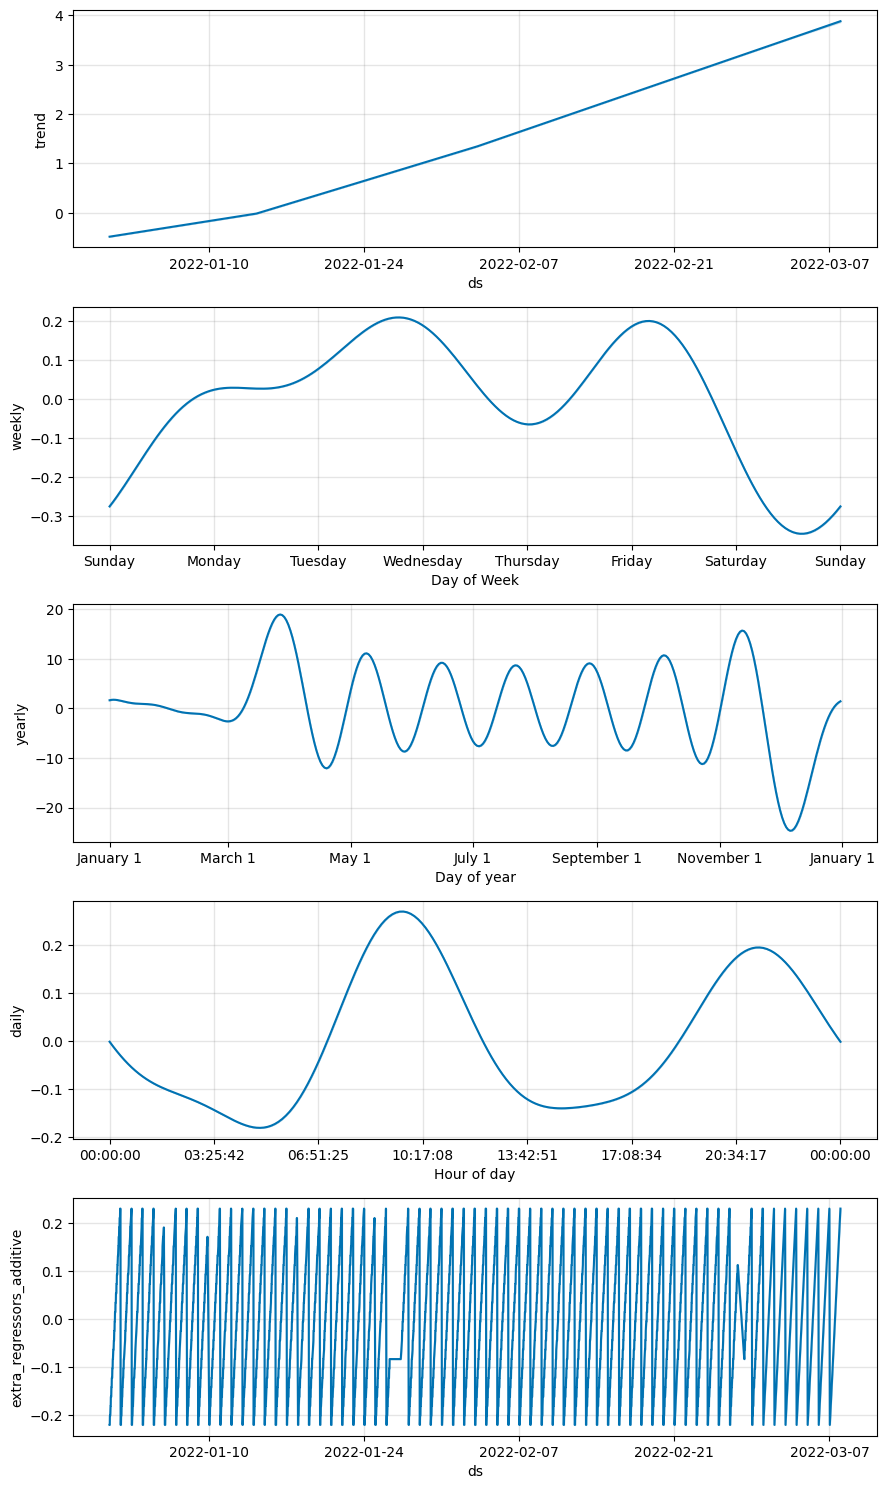 4
3
2
1
0
trend
2022-01-10 2022-01-24 2022-02-07 2022-02-21 2022-03-07
ds
0.2
0.1
0.0
−0.1
−0.2
−0.3
weekly
Sunday Monday Tuesday Wednesday Thursday Friday Saturday Sunday
Day of Week
20
10
0
−10
−20
yearly
January 1 March 1 May 1 July 1 September 1 November 1 January 1
Day of year
0.2
0.1
0.0
−0.1
−0.2
daily
00:00:00 03:25:42 06:51:25 10:17:08 13:42:51 17:08:34 20:34:17 00:00:00
Hour of day
0.2
0.1
0.0
−0.1
−0.2
extra_regressors_additive
2022-01-10 2022-01-24 2022-02-07 2022-02-21 2022-03-07
ds